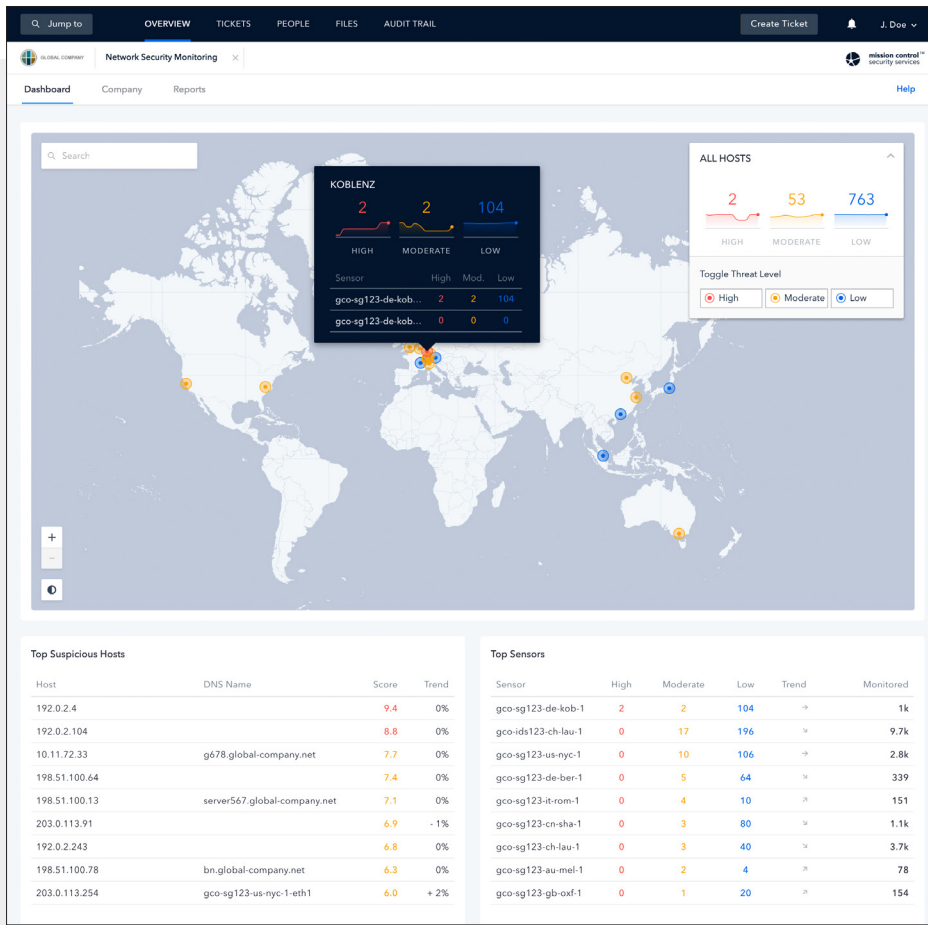 Jump to OVERVIEW TICKETS PEOPLE FILES AUDIT TRAIL Create Ticket J. Doe
GLOBAL COMPANY Network Security Monitoring × mission control™
security services
Dashboard Company Reports Help
Search
ALL HOSTS
2 53 763
HIGH MODERATE LOW
Toggle Threat Level
High Moderate Low
KOBLENZ
2 2 104
HIGH MODERATE LOW
Sensor High Mod. Low
gco-sg123-de-kob... 2 2 104
gco-sg123-de-kob... 0 0 0
+
−
Top Suspicious Hosts
Host DNS Name Score Trend
192.0.2.4 9.4 0%
192.0.2.104 8.8 0%
10.11.72.33 g678.global-company.net 7.7 0%
198.51.100.64 7.4 0%
198.51.100.13 server567.global-company.net 7.1 0%
203.0.113.91 6.9 - 1%
192.0.2.243 6.8 0%
198.51.100.78 bn.global-company.net 6.3 0%
203.0.113.254 gco-sg123-us-nyc-1-eth1 6.0 + 2%
Top Sensors
Sensor High Moderate Low Trend Monitored
gco-sg123-de-kob-1 2 2 104 → 1k
gco-ids123-ch-lau-1 0 17 196 ↘ 9.7k
gco-sg123-us-nyc-1 0 10 106 → 2.8k
gco-sg123-de-ber-1 0 5 64 ↘ 339
gco-sg123-it-rom-1 0 4 10 ↗ 151
gco-sg123-cn-sha-1 0 3 80 ↘ 1.1k
gco-sg123-ch-lau-1 0 3 40 ↘ 3.7k
gco-sg123-au-mel-1 0 2 4 ↗ 78
gco-sg123-gb-oxf-1 0 1 20 ↗ 154